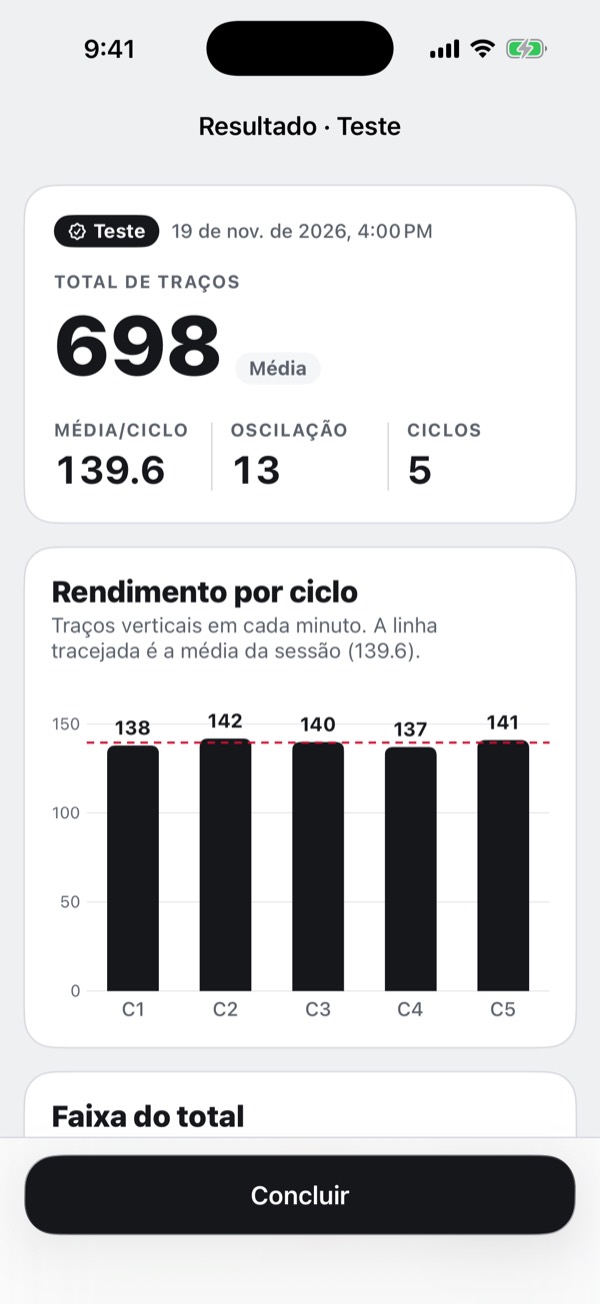 9:41
Resultado · Teste
Teste 19 de nov. de 2026, 4:00 PM
TOTAL DE TRAÇOS
698 Média
MÉDIA/CICLO OSCILAÇÃO CICLOS
139.6 13 5
Rendimento por ciclo
Traços verticais em cada minuto. A linha
tracejada é a média da sessão (139.6).
150 138 142 140 137 141
100
50
0
C1 C2 C3 C4 C5
Faixa do total
Concluir